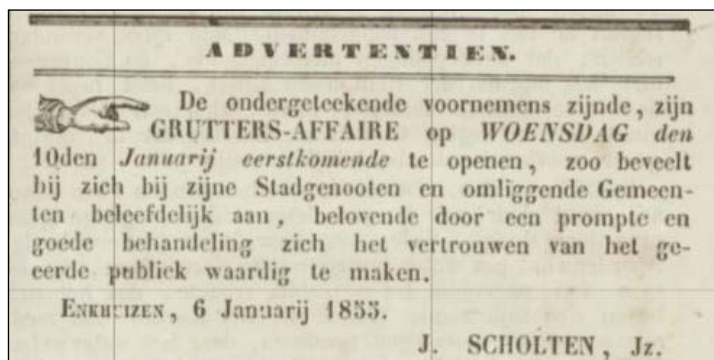 ADVERTENTIEN.
De ondergeteekende voornemens zijnde, zijn
GRUTTERS-AFFAIRE op WOENSDAG den
10den Januarij eerstkomende te openen, zoo beveelt
hij zich bij zijne Stadgenooten en omliggende Gemeen-
ten beleefdelijk aan, belovende door een prompte en
goede behandeling zich het vertrouwen van het ge-
eerde publiek waardig te maken.
ENKHUIZEN, 6 Januarij 1855.
J. SCHOLTEN, Jz.